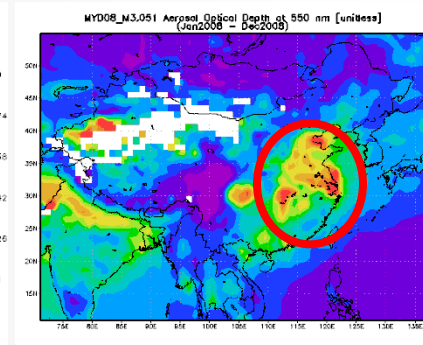 MYD08_M3.051 Aerosol Optical Depth at 550 nm [unitless]
(Jan2008 - Dec2008)
50N
45N
40N
35N
30N
25N
20N
15N
75E 80E 85E 90E 95E 100E 105E 110E 115E 120E 125E 130E 135E